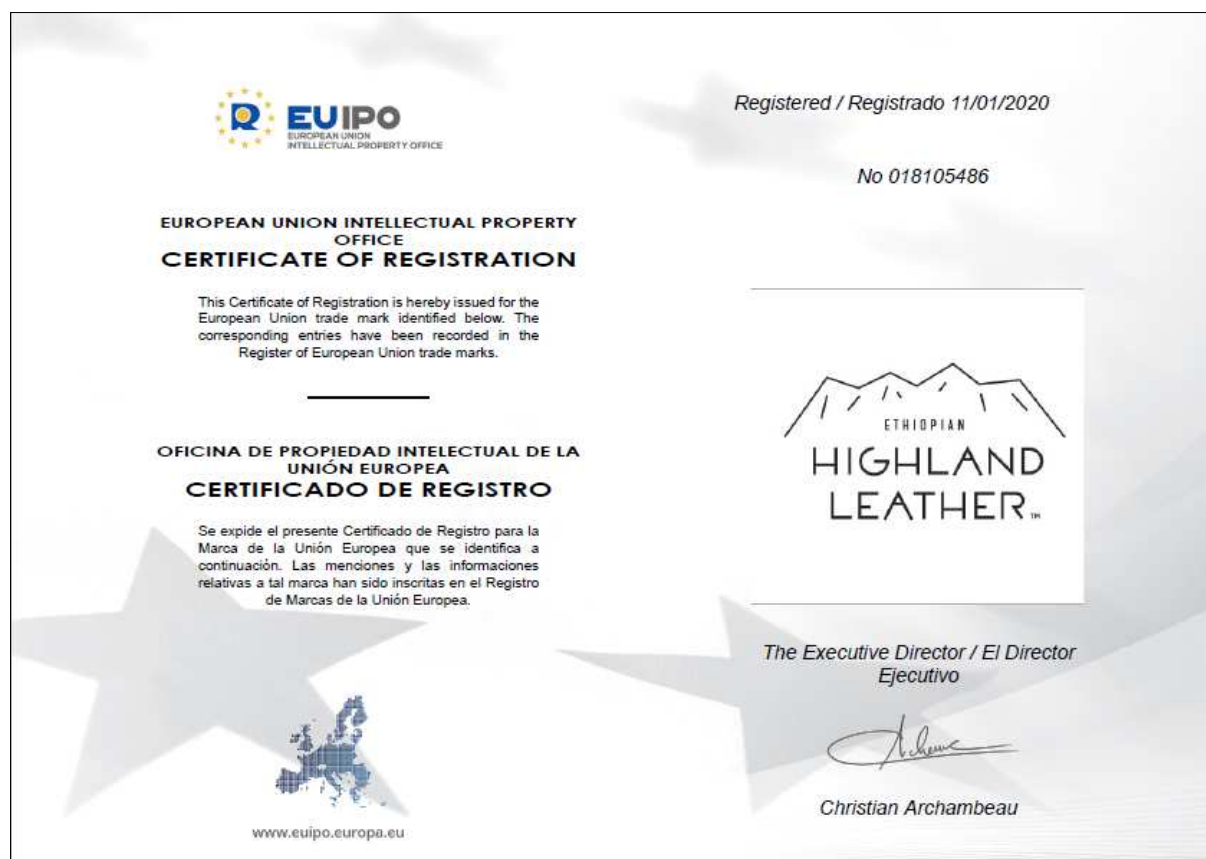 EUIPO
EUROPEAN UNION
INTELLECTUAL PROPERTY OFFICE
EUROPEAN UNION INTELLECTUAL PROPERTY
OFFICE
CERTIFICATE OF REGISTRATION
This Certificate of Registration is hereby issued for the
European Union trade mark identified below. The
corresponding entries have been recorded in the
Register of European Union trade marks.
OFICINA DE PROPIEDAD INTELECTUAL DE LA
UNIÓN EUROPEA
CERTIFICADO DE REGISTRO
Se expide el presente Certificado de Registro para la
Marca de la Unión Europea que se identifica a
continuación. Las menciones y las informaciones
relativas a tal marca han sido inscritas en el Registro
de Marcas de la Unión Europea.
www.euipo.europa.eu
Registered / Registrado 11/01/2020
No 018105486
ETHIOPIAN
HIGHLAND
LEATHER™
The Executive Director / El Director
Ejecutivo
Christian Archambeau